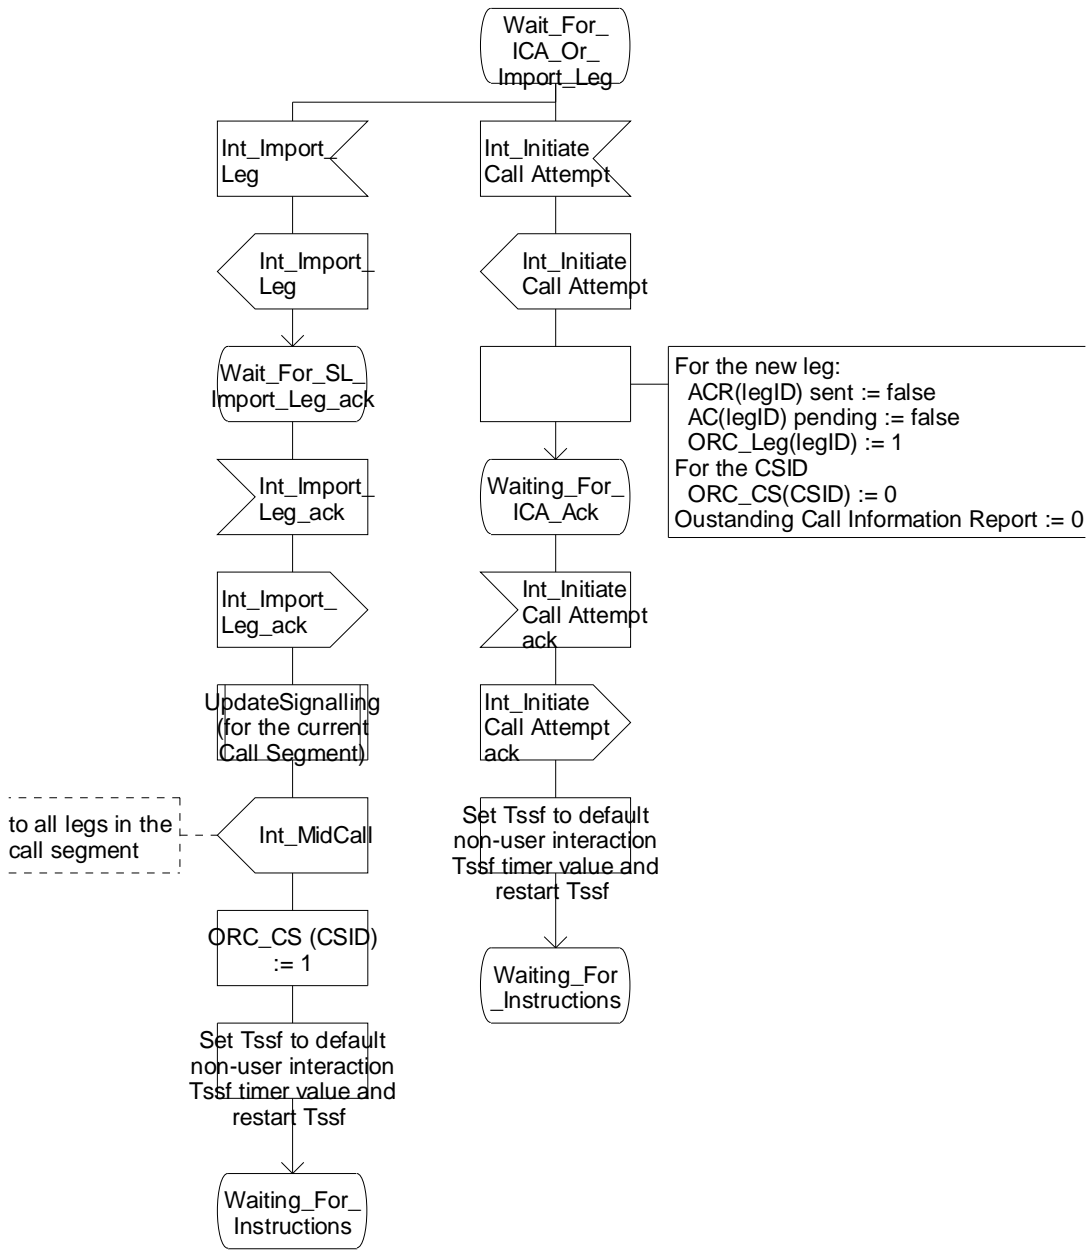 Wait_For_
ICA_Or_
Import_Leg
Int_Import_
Leg
Int_Import_
Leg
Wait_For_SL_
Import_Leg_ack
Int_Import_
Leg_ack
Int_Import_
Leg_ack
UpdateSignalling
(for the current
Call Segment)
to all legs in the
call segment
Int_MidCall
ORC_CS (CSID)
:= 1
Set Tssf to default
non-user interaction
Tssf timer value and
restart Tssf
Waiting_For_
Instructions
Int_Initiate
Call Attempt
Int_Initiate
Call Attempt
For the new leg:
ACR(legID) sent := false
AC(legID) pending := false
ORC_Leg(legID) := 1
For the CSID
ORC_CS(CSID) := 0
Oustanding Call Information Report := 0
Waiting_For_
ICA_Ack
Int_Initiate
Call Attempt
ack
Int_Initiate
Call Attempt
ack
Set Tssf to default
non-user interaction
Tssf timer value and
restart Tssf
Waiting_For
_Instructions